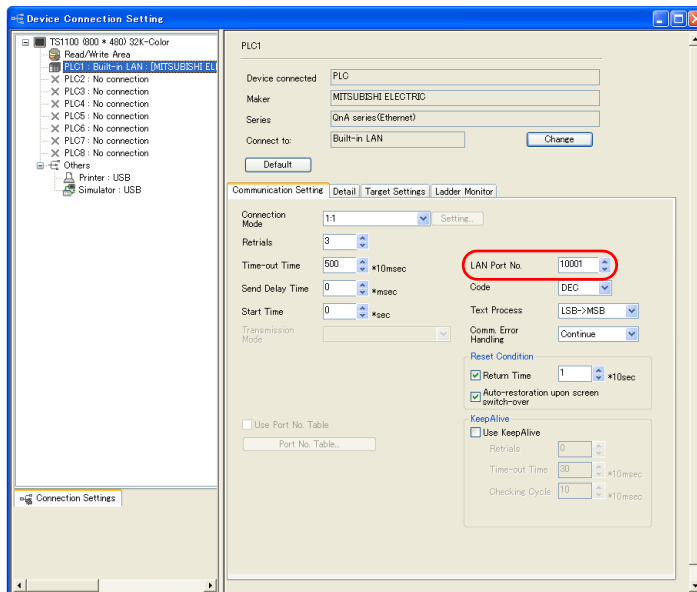 Device Connection Setting
TS1100 (800 * 480) 32K-Color
Read/Write Area
PLC1 : Built-in LAN : [MITSUBISHI EL
PLC2 : No connection
PLC3 : No connection
PLC4 : No connection
PLC5 : No connection
PLC6 : No connection
PLC7 : No connection
PLC8 : No connection
Others
Printer : USB
Simulator : USB
Connection Settings
PLC1
Device connected PLC
Maker MITSUBISHI ELECTRIC
Series QnA series(Ethernet)
Connect to: Built-in LAN Change
Default
Communication Setting Detail Target Settings Ladder Monitor
Connection Mode 1:1 Setting...
Retrials 3
Time-out Time 500 *10msec
Send Delay Time 0 *msec
Start Time 0 *sec
Transmission Mode
Use Port No. Table
Port No. Table...
LAN Port No. 10001
Code DEC
Text Process LSB->MSB
Comm. Error Handling Continue
Reset Condition
Return Time 1 *10sec
Auto-restoration upon screen
switch-over
KeepAlive
Use KeepAlive
Retrials 0
Time-out Time 30 *10msec
Checking Cycle 10 *10msec